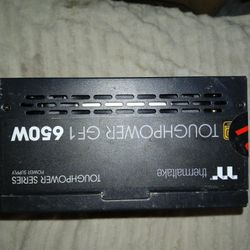 thermaltake
TOUGHPOWER SERIES
POWER SUPPLY
TOUGHPOWER GF1 650W